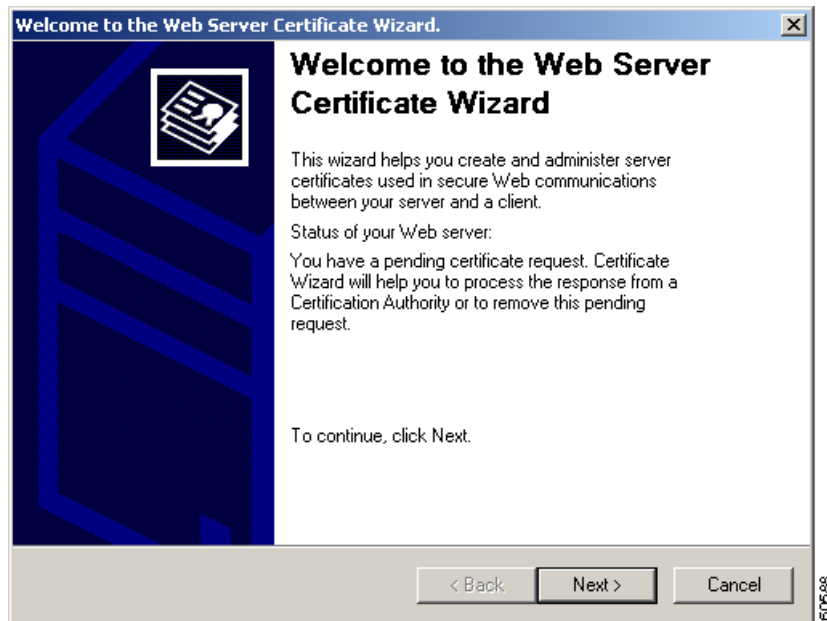 Welcome to the Web Server Certificate Wizard.
Welcome to the Web Server
Certificate Wizard
This wizard helps you create and administer server
certificates used in secure Web communications
between your server and a client.
Status of your Web server:
You have a pending certificate request. Certificate
Wizard will help you to process the response from a
Certification Authority or to remove this pending
request.
To continue, click Next.
< Back
Next >
Cancel